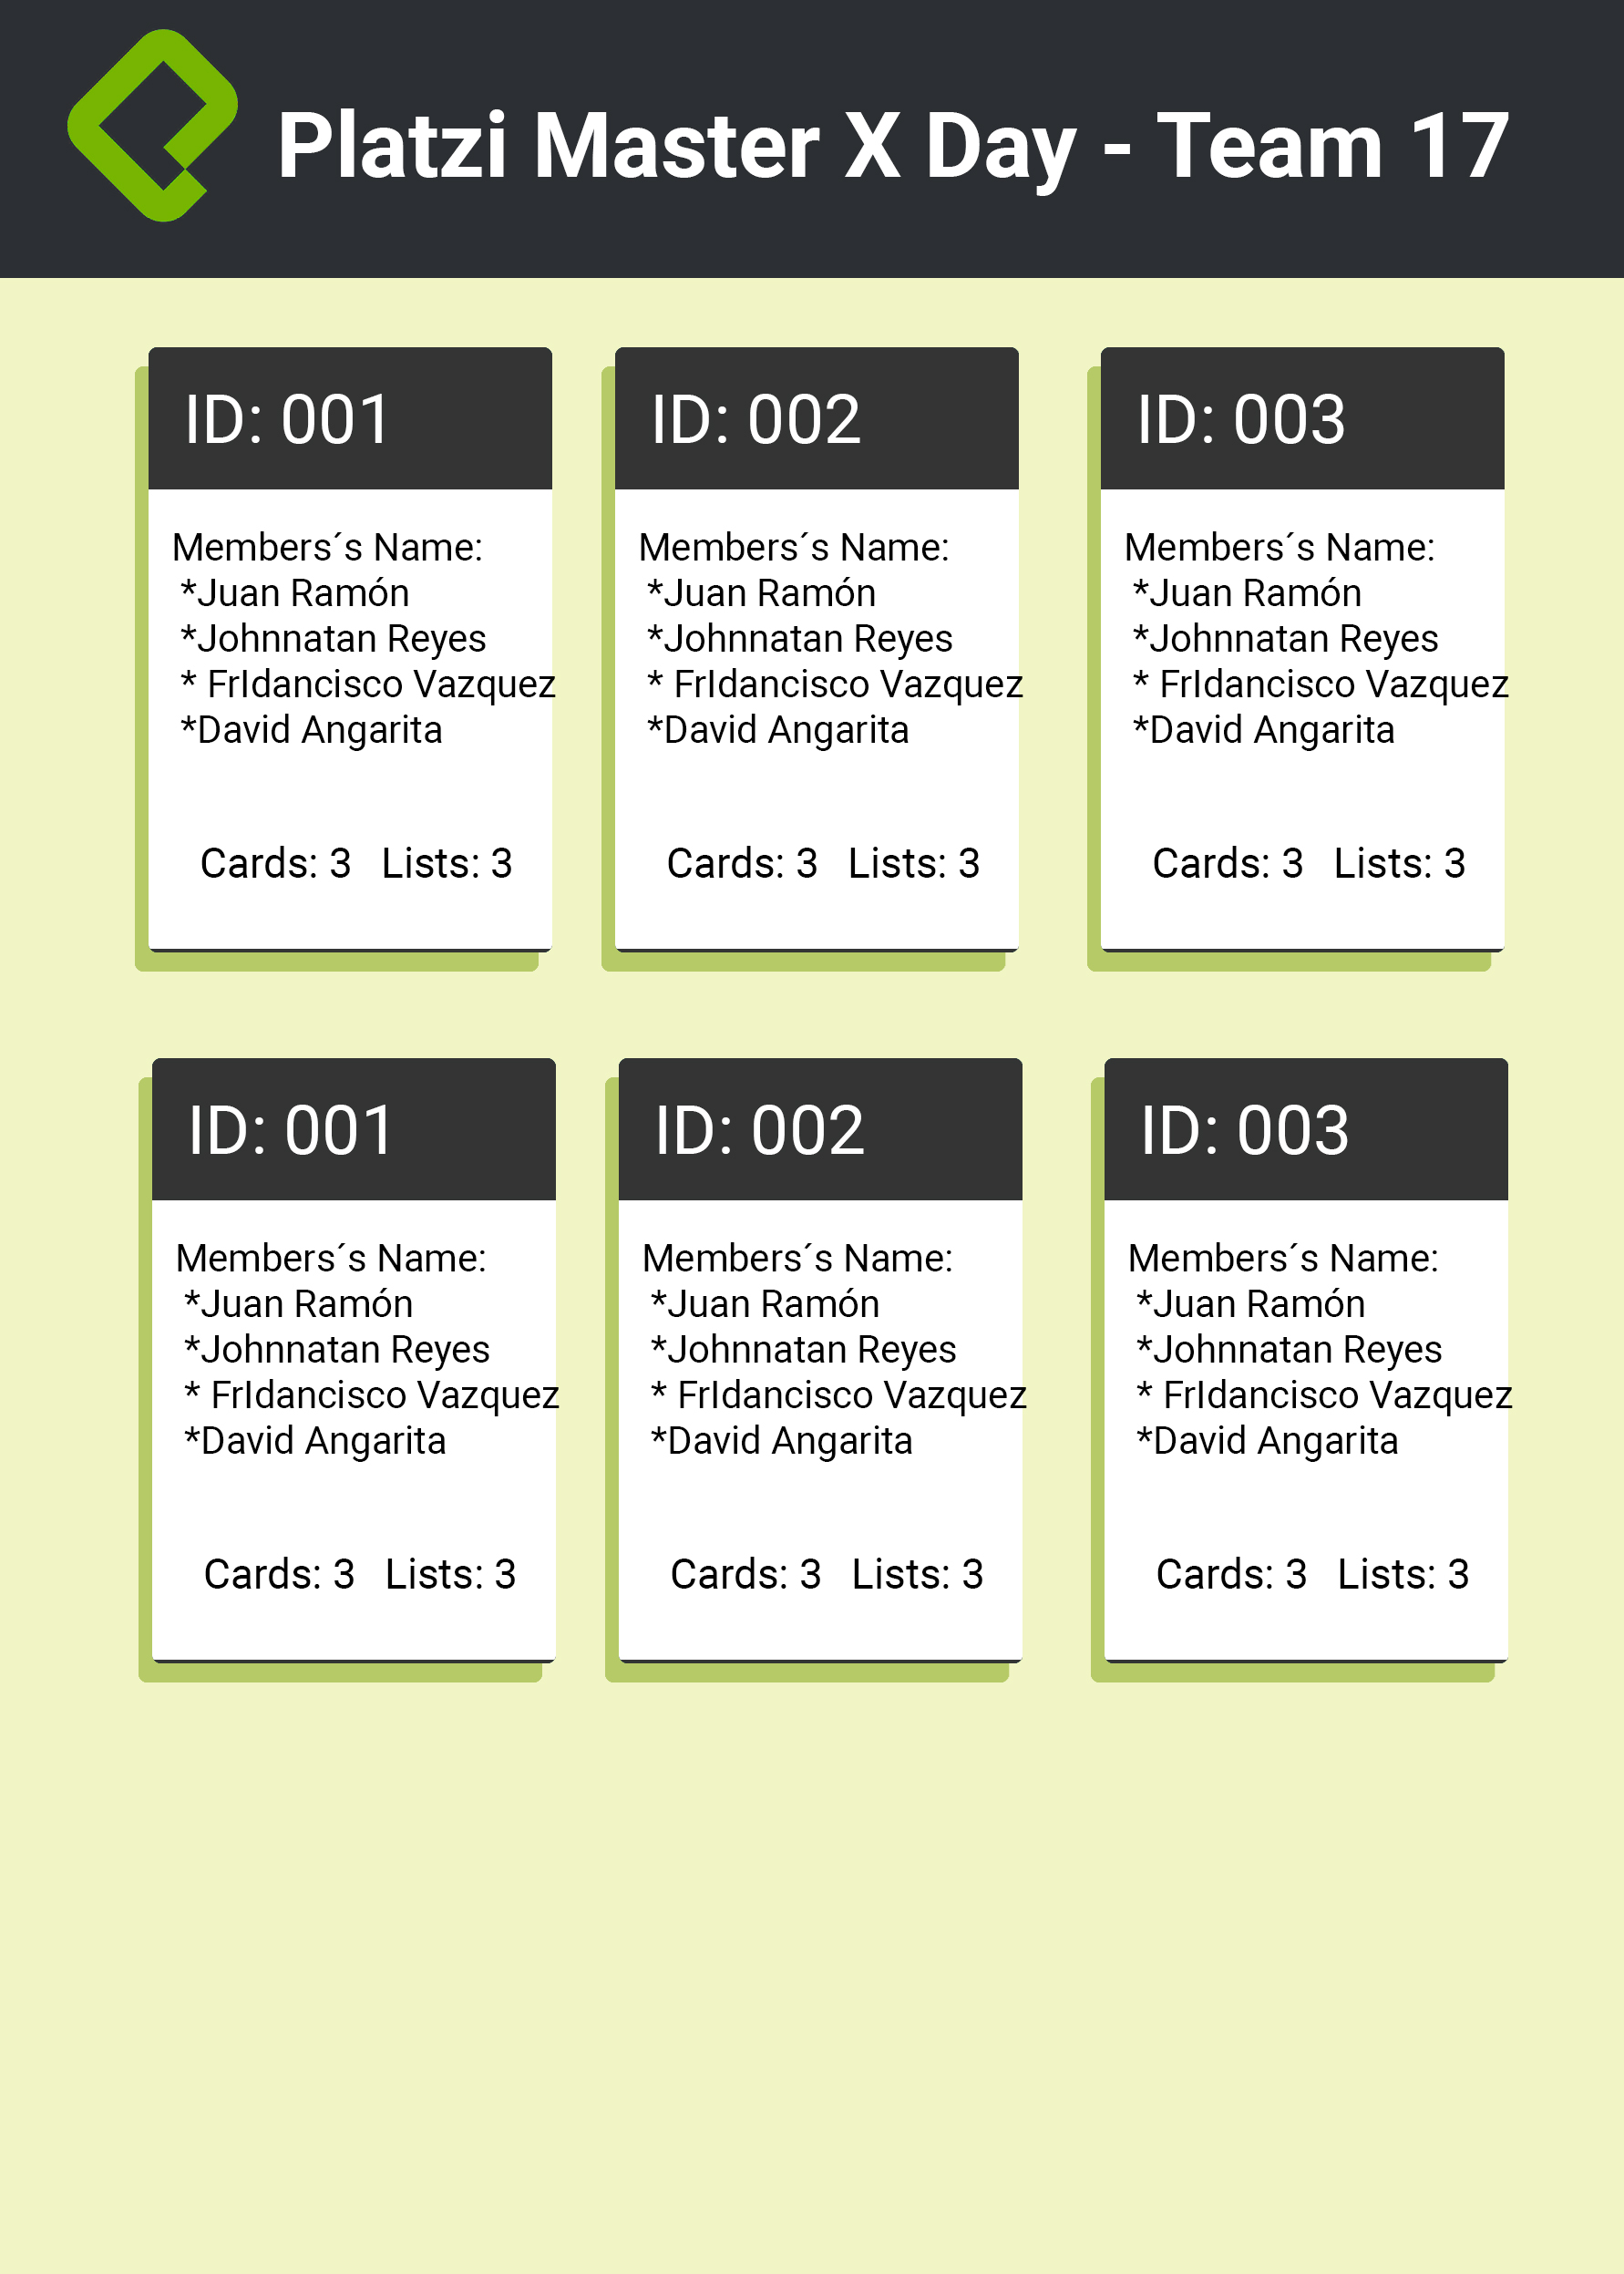 Platzi Master X Day - Team 17
ID: 001
Members´s Name:
*Juan Ramón
*Johnnatan Reyes
* FrIdancisco Vazquez
*David Angarita
Cards: 3 Lists: 3
ID: 002
Members´s Name:
*Juan Ramón
*Johnnatan Reyes
* FrIdancisco Vazquez
*David Angarita
Cards: 3 Lists: 3
ID: 003
Members´s Name:
*Juan Ramón
*Johnnatan Reyes
* FrIdancisco Vazquez
*David Angarita
Cards: 3 Lists: 3
ID: 001
Members´s Name:
*Juan Ramón
*Johnnatan Reyes
* FrIdancisco Vazquez
*David Angarita
Cards: 3 Lists: 3
ID: 002
Members´s Name:
*Juan Ramón
*Johnnatan Reyes
* FrIdancisco Vazquez
*David Angarita
Cards: 3 Lists: 3
ID: 003
Members´s Name:
*Juan Ramón
*Johnnatan Reyes
* FrIdancisco Vazquez
*David Angarita
Cards: 3 Lists: 3